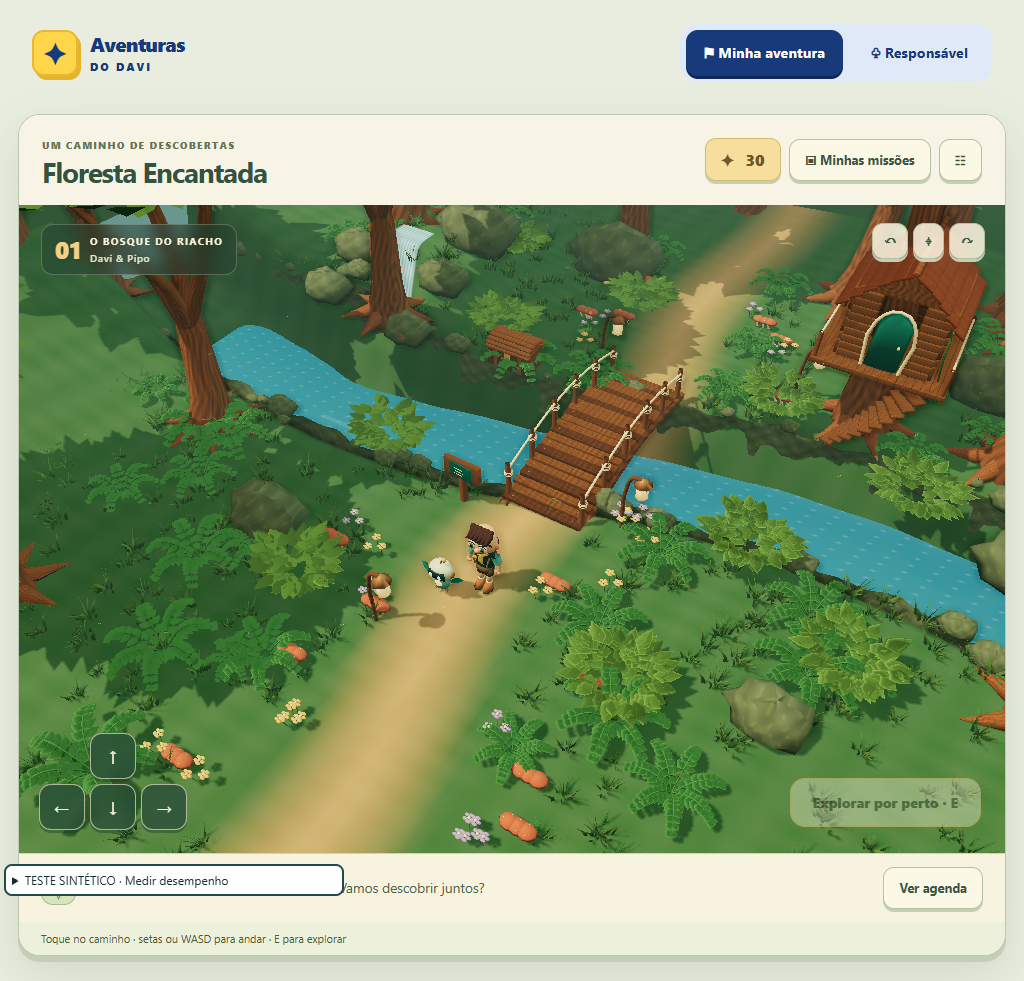 Aventuras
DO DAVI
Minha aventura
Responsável
UM CAMINHO DE DESCOBERTAS
Floresta Encantada
30
Minhas missões
01
O BOSQUE DO RIACHO
Davi & Pipo
↑
← ↓ →
Explorar por perto · E
TESTE SINTÉTICO · Medir desempenho
Vamos descobrir juntos?
Ver agenda
Toque no caminho · setas ou WASD para andar · E para explorar